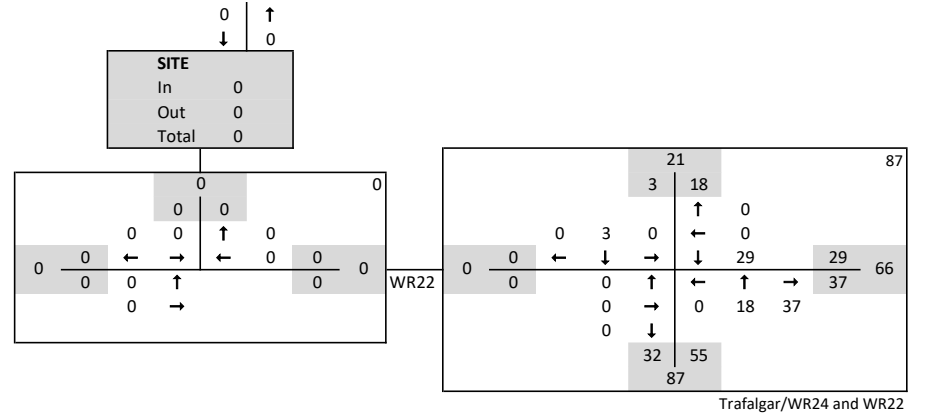 0 ↑
↓ 0
SITE
In 0
Out 0
Total 0
0 0
0 0
0 0 ↑ 0
0 0 ← → ← 0 0 0
0 0 ↑ 0
0 →
WR22
21 87
3 18
↑ 0
0 3 0 ← 0
0 0 ← ↓ → ↓ 29 29 66
0 0 ↑ ← ↑ → 37
0 → 0 18 37
0 ↓
32 55
87
Trafalgar/WR24 and WR22